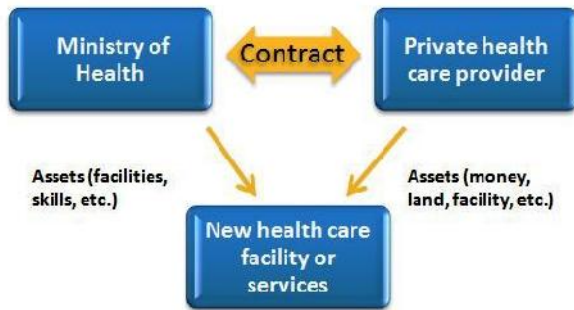 Ministry of
Health
Contract
Private health
care provider
Assets (facilities,
skills, etc.)
Assets (money,
land, facility, etc.)
New health care
facility or
services